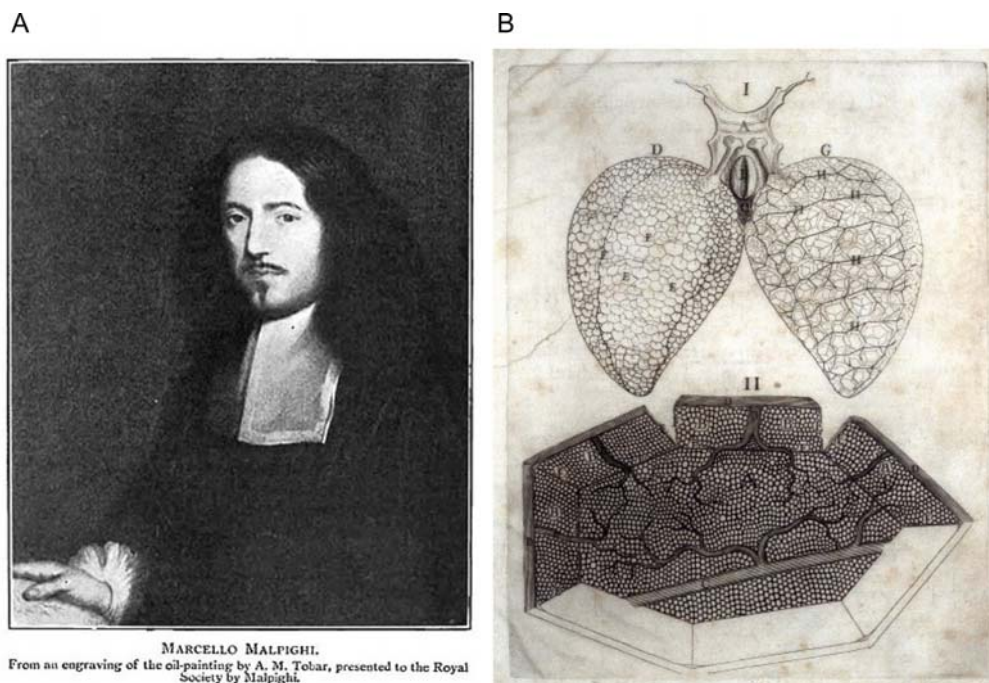 A
B
MARCELLO MALPIGHI.
From an engraving of the oil-painting by A. M. Tobar, presented to the Royal
Society by Malpighi.
I
A
D
G
B
H
H
C
H
F
F
H
E
E
H
II